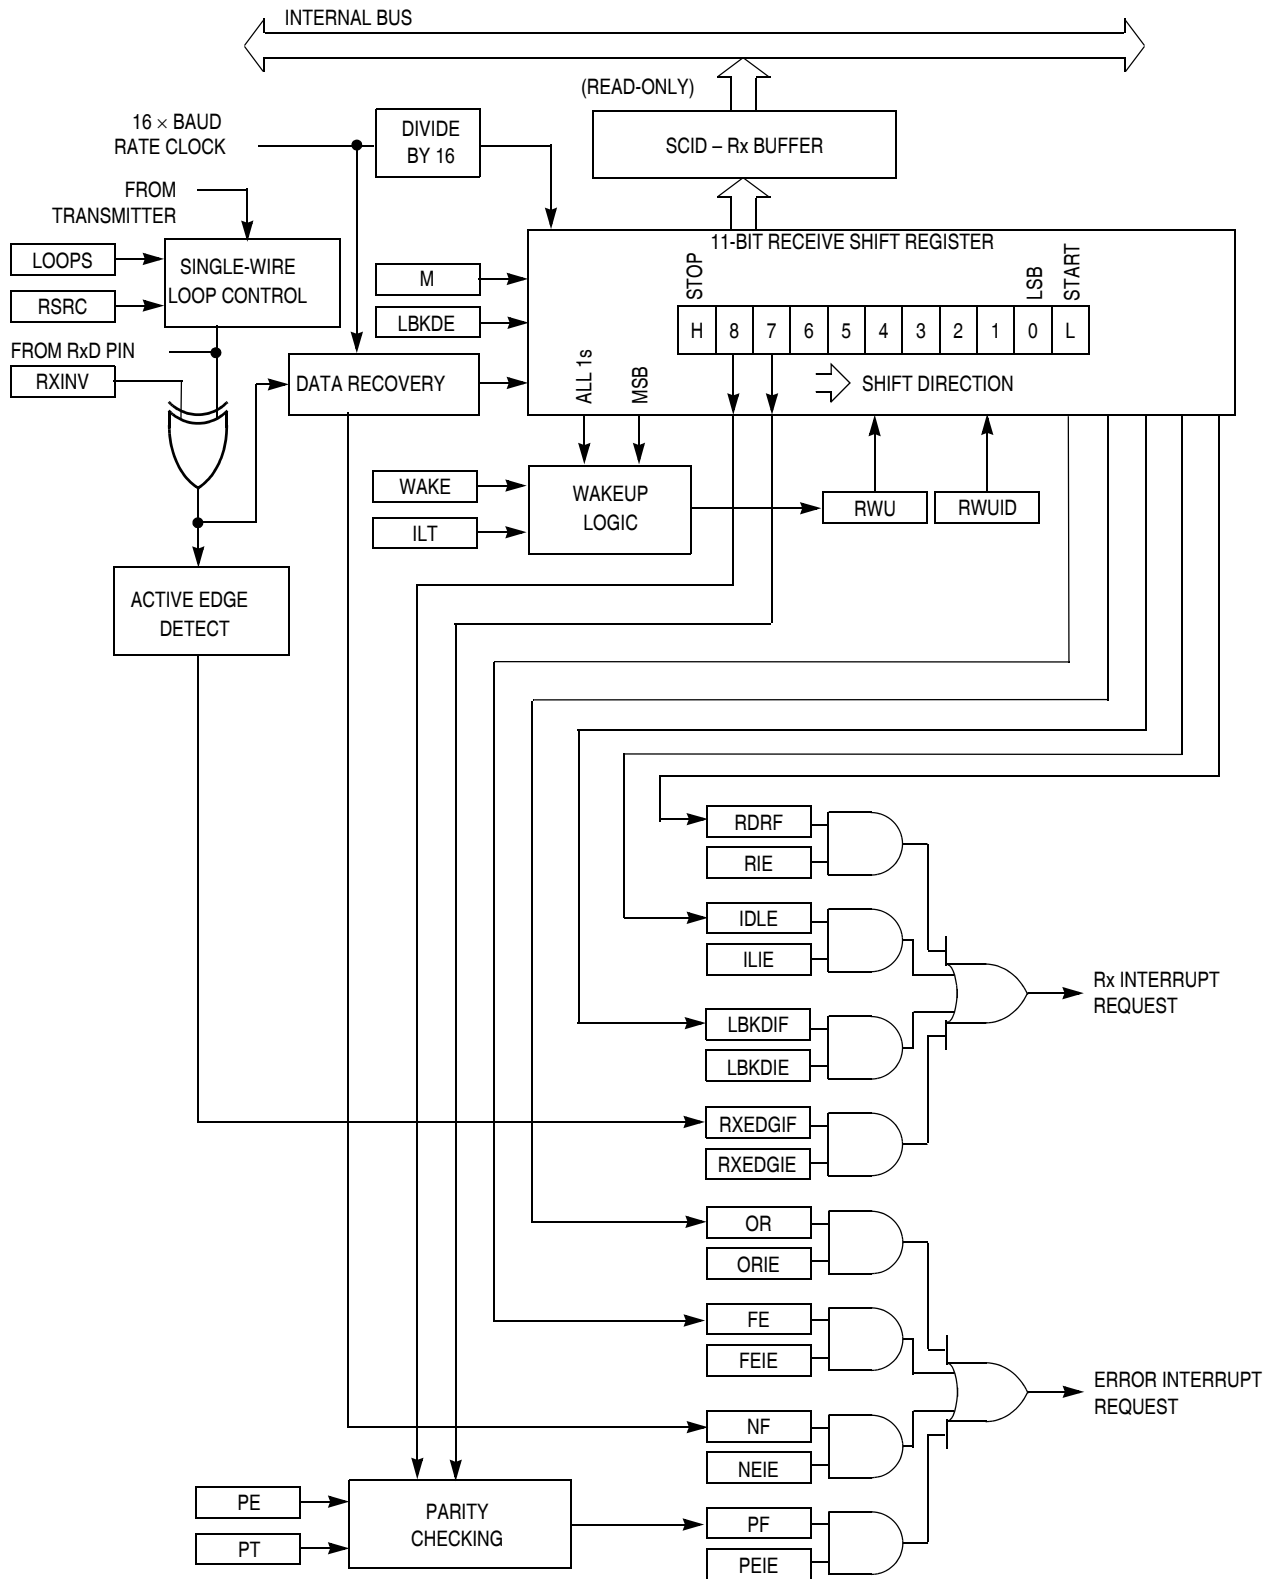 INTERNAL BUS
(READ-ONLY)
16 × BAUD
RATE CLOCK
DIVIDE
BY 16
SCID – Rx BUFFER
FROM
TRANSMITTER
11-BIT RECEIVE SHIFT REGISTER
LOOPS
RSRC
SINGLE-WIRE
LOOP CONTROL
M
LBKDE
STOP
LSB
START
H 8 7 6 5 4 3 2 1 0 L
FROM RxD PIN
RXINV
DATA RECOVERY
ALL 1s
MSB
SHIFT DIRECTION
WAKE
ILT
WAKEUP
LOGIC
RWU
RWUID
ACTIVE EDGE
DETECT
RDRF
RIE
IDLE
ILIE
Rx INTERRUPT
REQUEST
LBKDIF
LBKDIE
RXEDGIF
RXEDGIE
OR
ORIE
FE
FEIE
ERROR INTERRUPT
REQUEST
NF
NEIE
PE
PT
PARITY
CHECKING
PF
PEIE